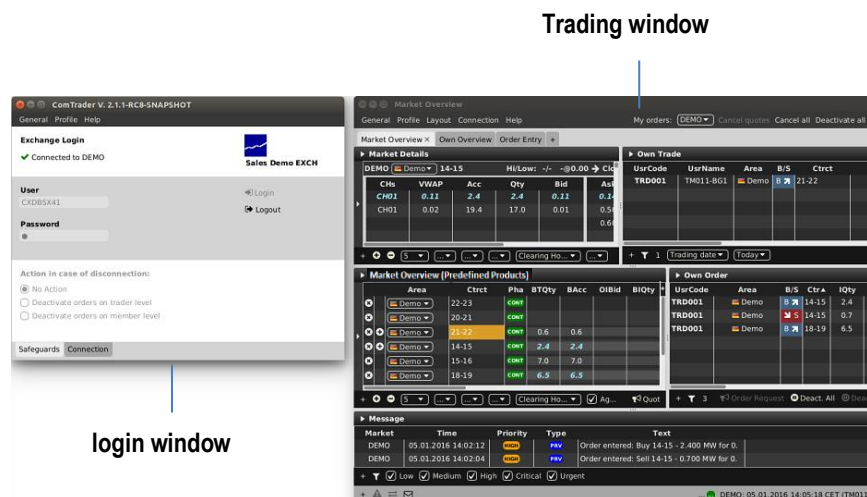 Trading window
ComTrader V. 2.1.1-RC8-SNAPSHOT
General Profile Help
Exchange Login
Connected to DEMO
Sales Demo EXCH
User
CXDBSX41
Password
Login
Logout
Action in case of disconnection:
No Action
Deactivate orders on trader level
Deactivate orders on member level
Safeguards Connection
login window
Market Overview
General Profile Layout Connection Help My orders: DEMO Cancel quotes Cancel all Deactivate all
Market Overview Own Overview Order Entry +
Market Details
DEMO Demo 14-15 Hi/Low: -/- -@0.00
CHs VWAP Acc Qty Bid
CH01 0.11 2.4 2.4 0.11
CH01 0.02 19.4 17.0 0.01
5 ... ... ... Clearing Ho... ...
Own Trade
UsrCode UsrName Area B/S Ctrct
TRD001 TM011-BG1 Demo B 21-22
+ 1 Trading date Today
Market Overview (Predefined Products)
Area Ctrct Pha BTQty BAcc OIBid BIQty
Demo 22-23 CONT
Demo 20-21 CONT
Demo 21-22 CONT 0.6 0.6
Demo 14-15 CONT 2.4 2.4
Demo 15-16 CONT 7.0 7.0
Demo 18-19 CONT 6.5 6.5
5 ... ... ... Clearing Ho... Ag... Quot
Own Order
UsrCode Area B/S Ctr IQty
TRD001 Demo B 14-15 2.4
TRD001 Demo S 14-15 0.7
TRD001 Demo B 18-19 6.5
+ 3 Order Request Deact. All
Message
Market Time Priority Type Text
DEMO 05.01.2016 14:02:12 HIGH PRV Order entered: Buy 14-15 - 2.400 MW for 0.
DEMO 05.01.2016 14:02:04 HIGH PRV Order entered: Sell 14-15 - 0.700 MW for 0.
+ Low Medium High Critical Urgent
DEMO: 05.01.2016 14:05:18 CET (TM011